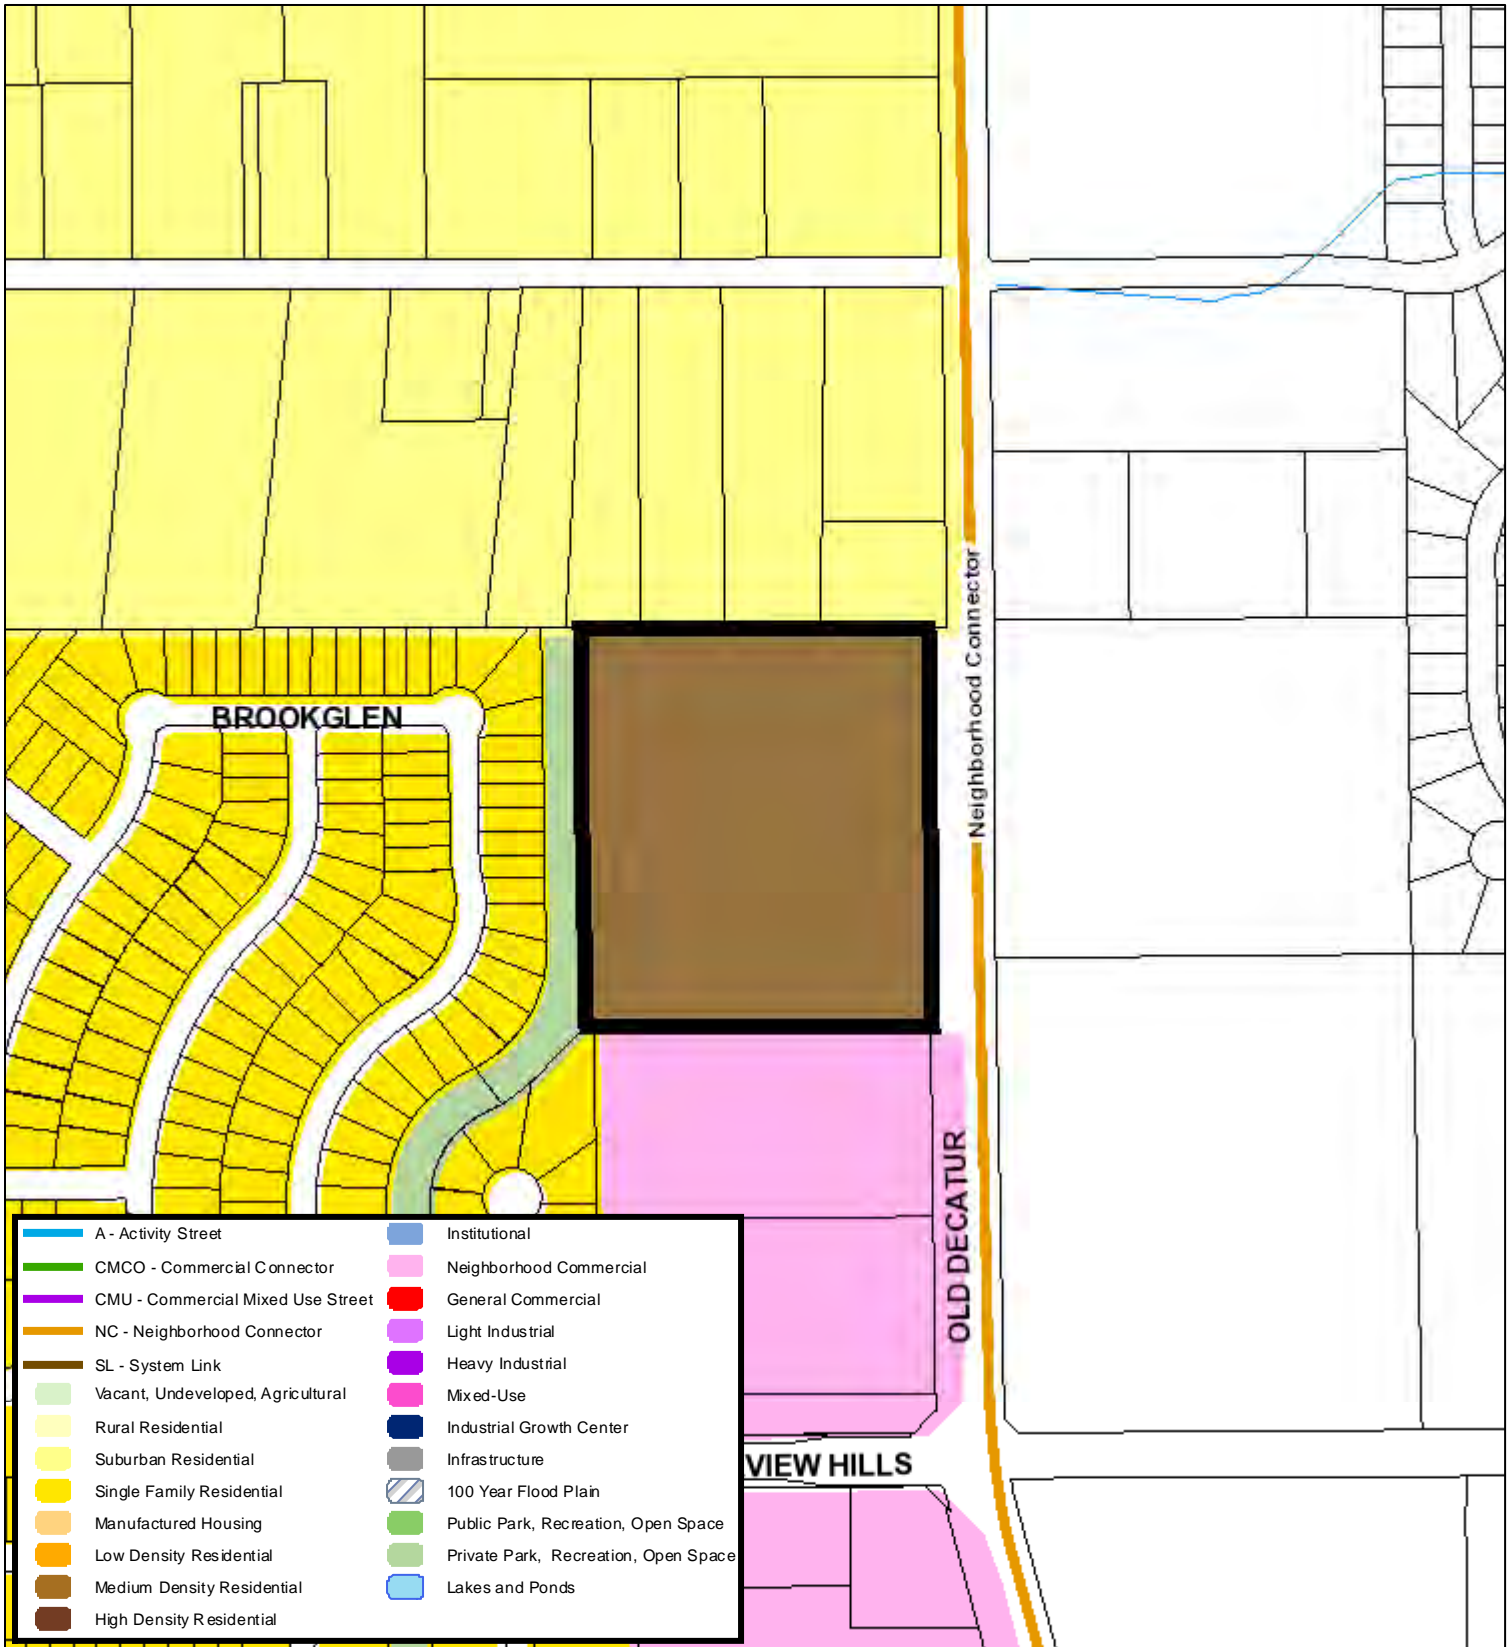 Neighborhood Connector
BROOKGLEN
OLD DECATUR
VIEW HILLS
A - Activity Street
CMCO - Commercial Connector
CMU - Commercial Mixed Use Street
NC - Neighborhood Connector
SL - System Link
Vacant, Undeveloped, Agricultural
Rural Residential
Suburban Residential
Single Family Residential
Manufactured Housing
Low Density Residential
Medium Density Residential
High Density Residential
Institutional
Neighborhood Commercial
General Commercial
Light Industrial
Heavy Industrial
Mixed-Use
Industrial Growth Center
Infrastructure
100 Year Flood Plain
Public Park, Recreation, Open Space
Private Park, Recreation, Open Space
Lakes and Ponds